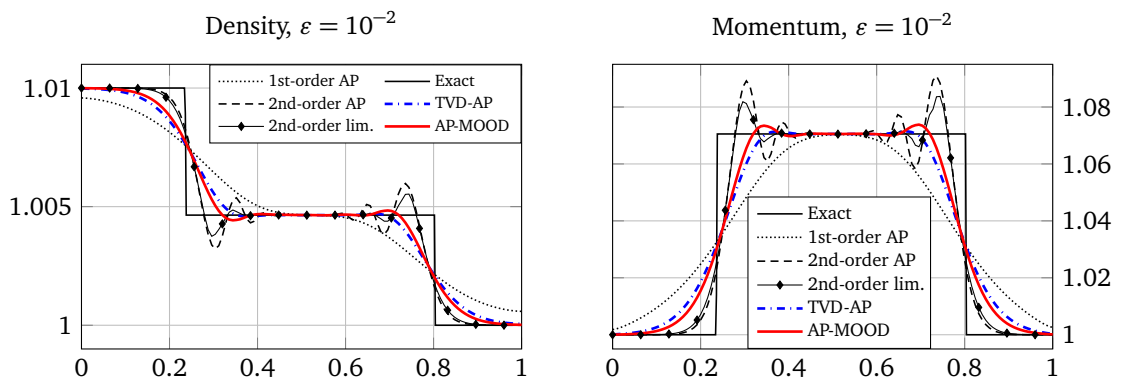 Density, ε = 10⁻²
1st-order AP
2nd-order AP
2nd-order lim.
Exact
TVD-AP
AP-MOOD
1.01
1.005
1
0 0.2 0.4 0.6 0.8 1
Momentum, ε = 10⁻²
Exact
1st-order AP
2nd-order AP
2nd-order lim.
TVD-AP
AP-MOOD
1.08
1.06
1.04
1.02
1
0 0.2 0.4 0.6 0.8 1